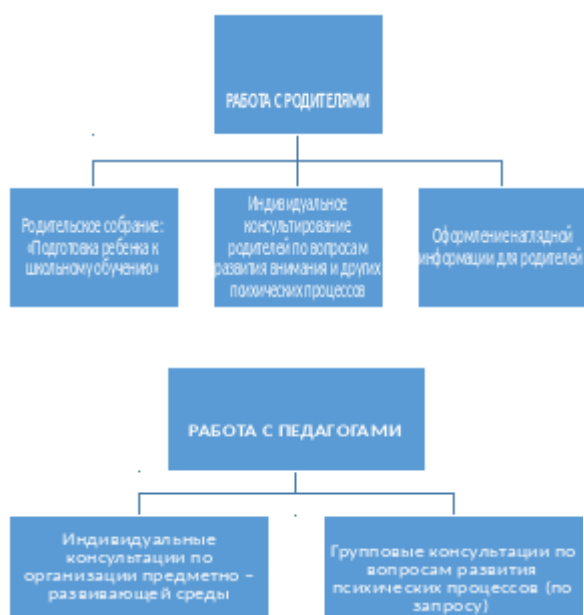 РАБОТА С РОДИТЕЛЯМИ
Родительское собрание:
«Подготовка ребенка к
школьному обучению»
Индивидуальное
консультирование
родителей по вопросам
развития внимания и других
психических процессов
Оформление наглядной
информации для родителей
РАБОТА С ПЕДАГОГАМИ
Индивидуальные
консультации по
организации предметно –
развивающей среды
Групповые консультации по
вопросам развития
психических процессов (по
запросу)